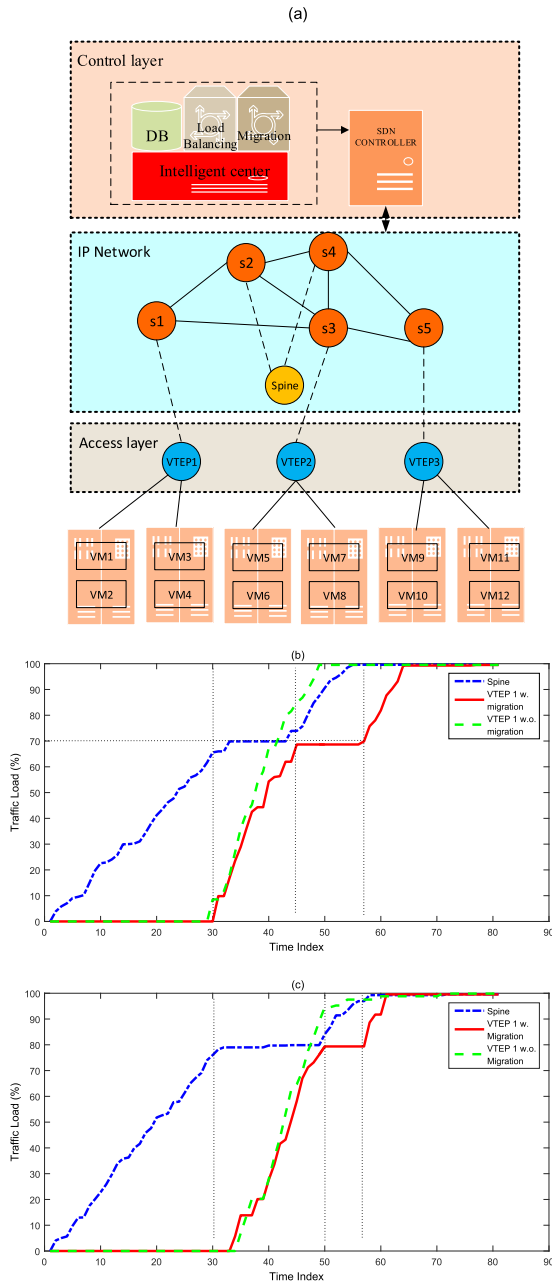 (a)
Control layer
DB
Load
Balancing
Migration
Intelligent center
SDN
CONTROLLER
IP Network
s1
s2
s4
s3
s5
Spine
Access layer
VTEP1
VTEP2
VTEP3
VM1
VM3
VM5
VM7
VM9
VM11
VM2
VM4
VM6
VM8
VM10
VM12
(b)
Traffic Load (%)
100
90
80
70
60
50
40
30
20
10
0
0 10 20 30 40 50 60 70 80 90
Time Index
Spine
VTEP 1 w.
migration
VTEP 1 w.o.
migration
(c)
Traffic Load (%)
100
90
80
70
60
50
40
30
20
10
0
0 10 20 30 40 50 60 70 80 90
Time Index
Spine
VTEP 1 w.
Migration
VTEP 1 w.o.
Migration